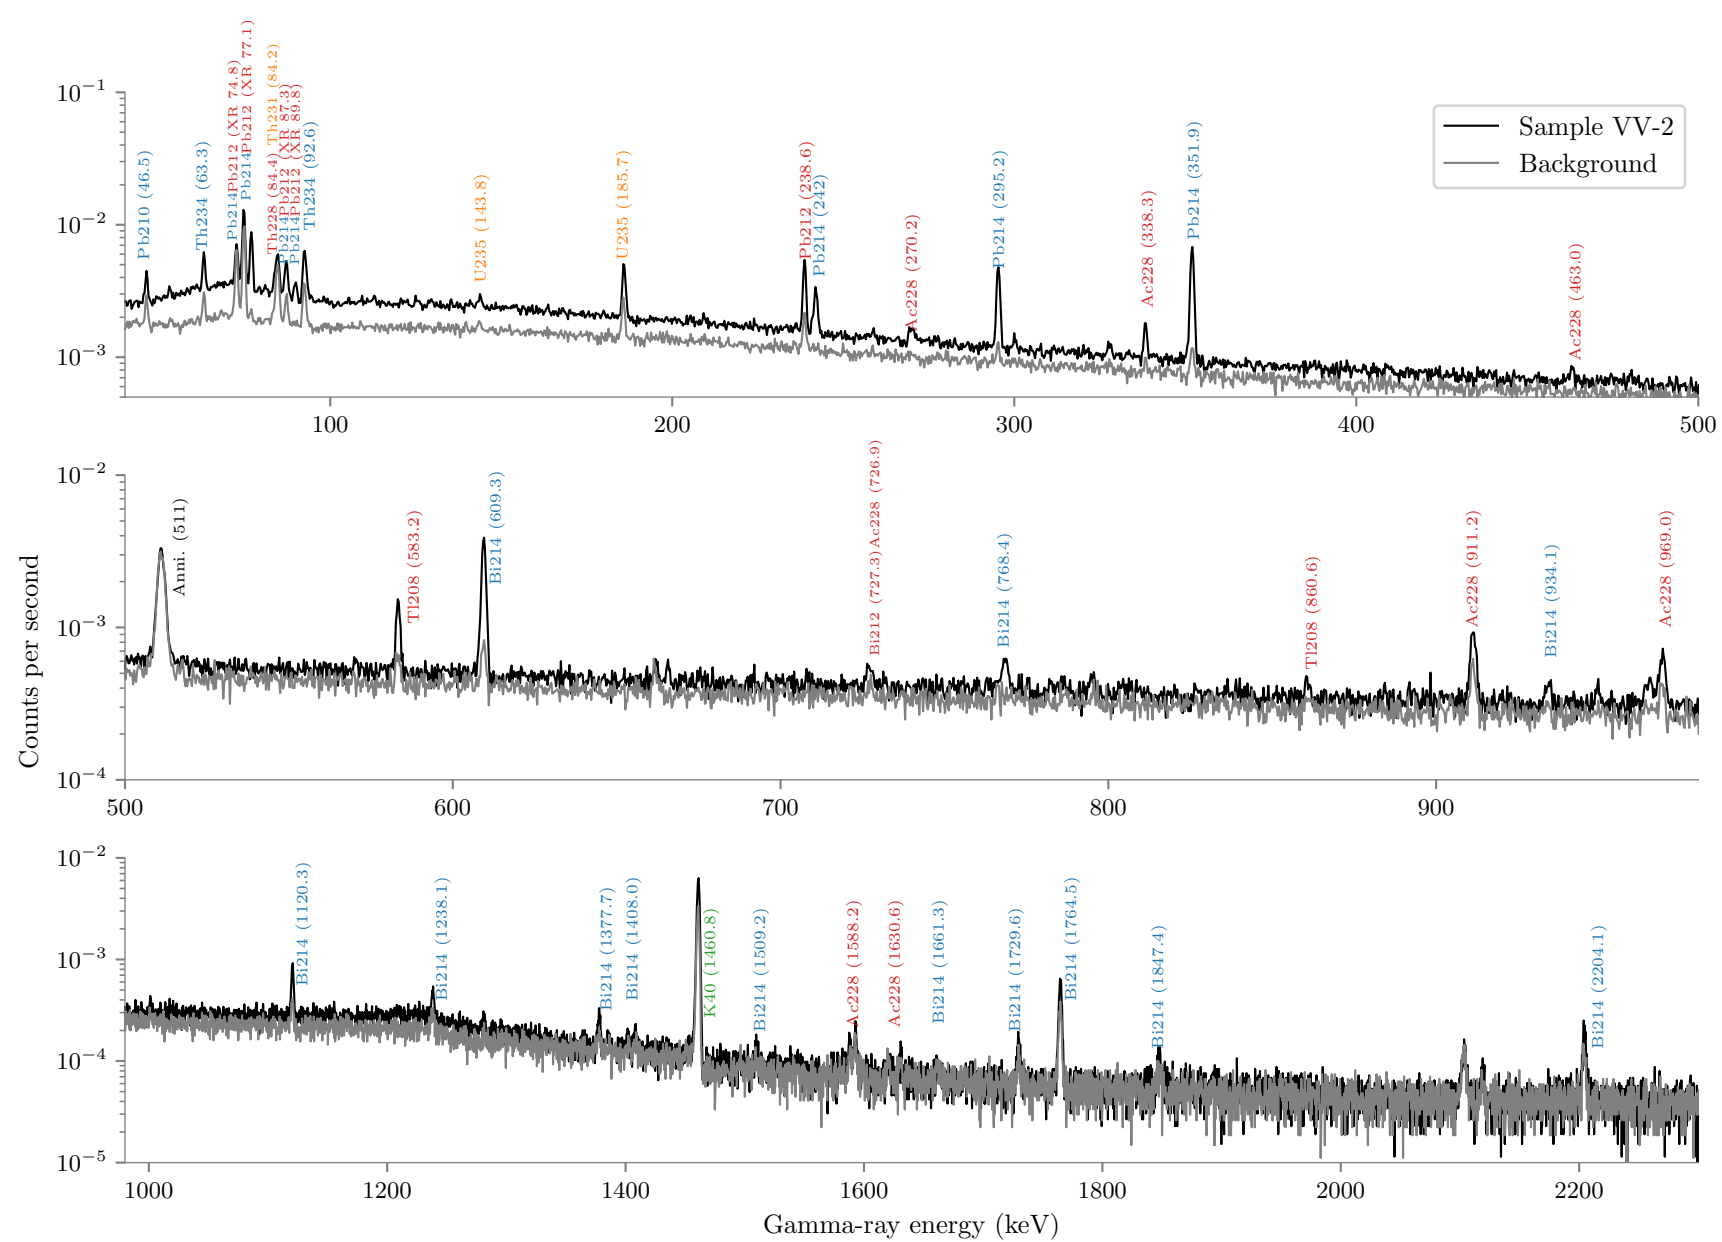 Sample VV-2
Background
10⁻¹
10⁻²
10⁻³
Pb210 (46.5)
Th234 (63.3)
Pb214
Pb212 (XR 74.8)
Pb214
Pb212 (XR 77.1)
Th228 (84.4)
Th231 (84.2)
Pb214
Pb212 (XR 87.3)
Pb214
Pb212 (XR 89.8)
Th234 (92.6)
U235 (143.8)
U235 (185.7)
Pb212 (238.6)
Pb214 (242)
Ac228 (270.2)
Pb214 (295.2)
Ac228 (338.3)
Pb214 (351.9)
Ac228 (463.0)
100
200
300
400
500
Counts per second
10⁻²
10⁻³
10⁻⁴
Anni. (511)
Tl208 (583.2)
Bi214 (609.3)
Bi212 (727.3)
Ac228 (726.9)
Bi214 (768.4)
Tl208 (860.6)
Ac228 (911.2)
Bi214 (934.1)
Ac228 (969.0)
500
600
700
800
900
10⁻²
10⁻³
10⁻⁴
10⁻⁵
Bi214 (1120.3)
Bi214 (1238.1)
Bi214 (1377.7)
Bi214 (1408.0)
K40 (1460.8)
Bi214 (1509.2)
Ac228 (1588.2)
Ac228 (1630.6)
Bi214 (1661.3)
Bi214 (1729.6)
Bi214 (1764.5)
Bi214 (1847.4)
Bi214 (2204.1)
1000
1200
1400
1600
1800
2000
2200
Gamma-ray energy (keV)